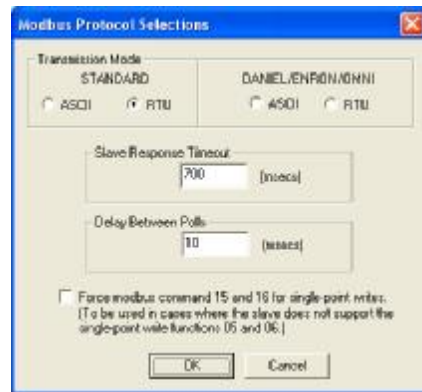 Modbus Protocol Selections
Transmission Mode
STANDARD
DANIEL/ENRON/OMNI
ASCII
RTU
ASCII
RTU
Slave Response Timeout
700
(msecs)
Delay Between Polls
10
(msecs)
Force modbus command 15 and 16 for single-point writes.
(To be used in cases where the slave does not support the
single-point write functions 05 and 06.)
OK
Cancel